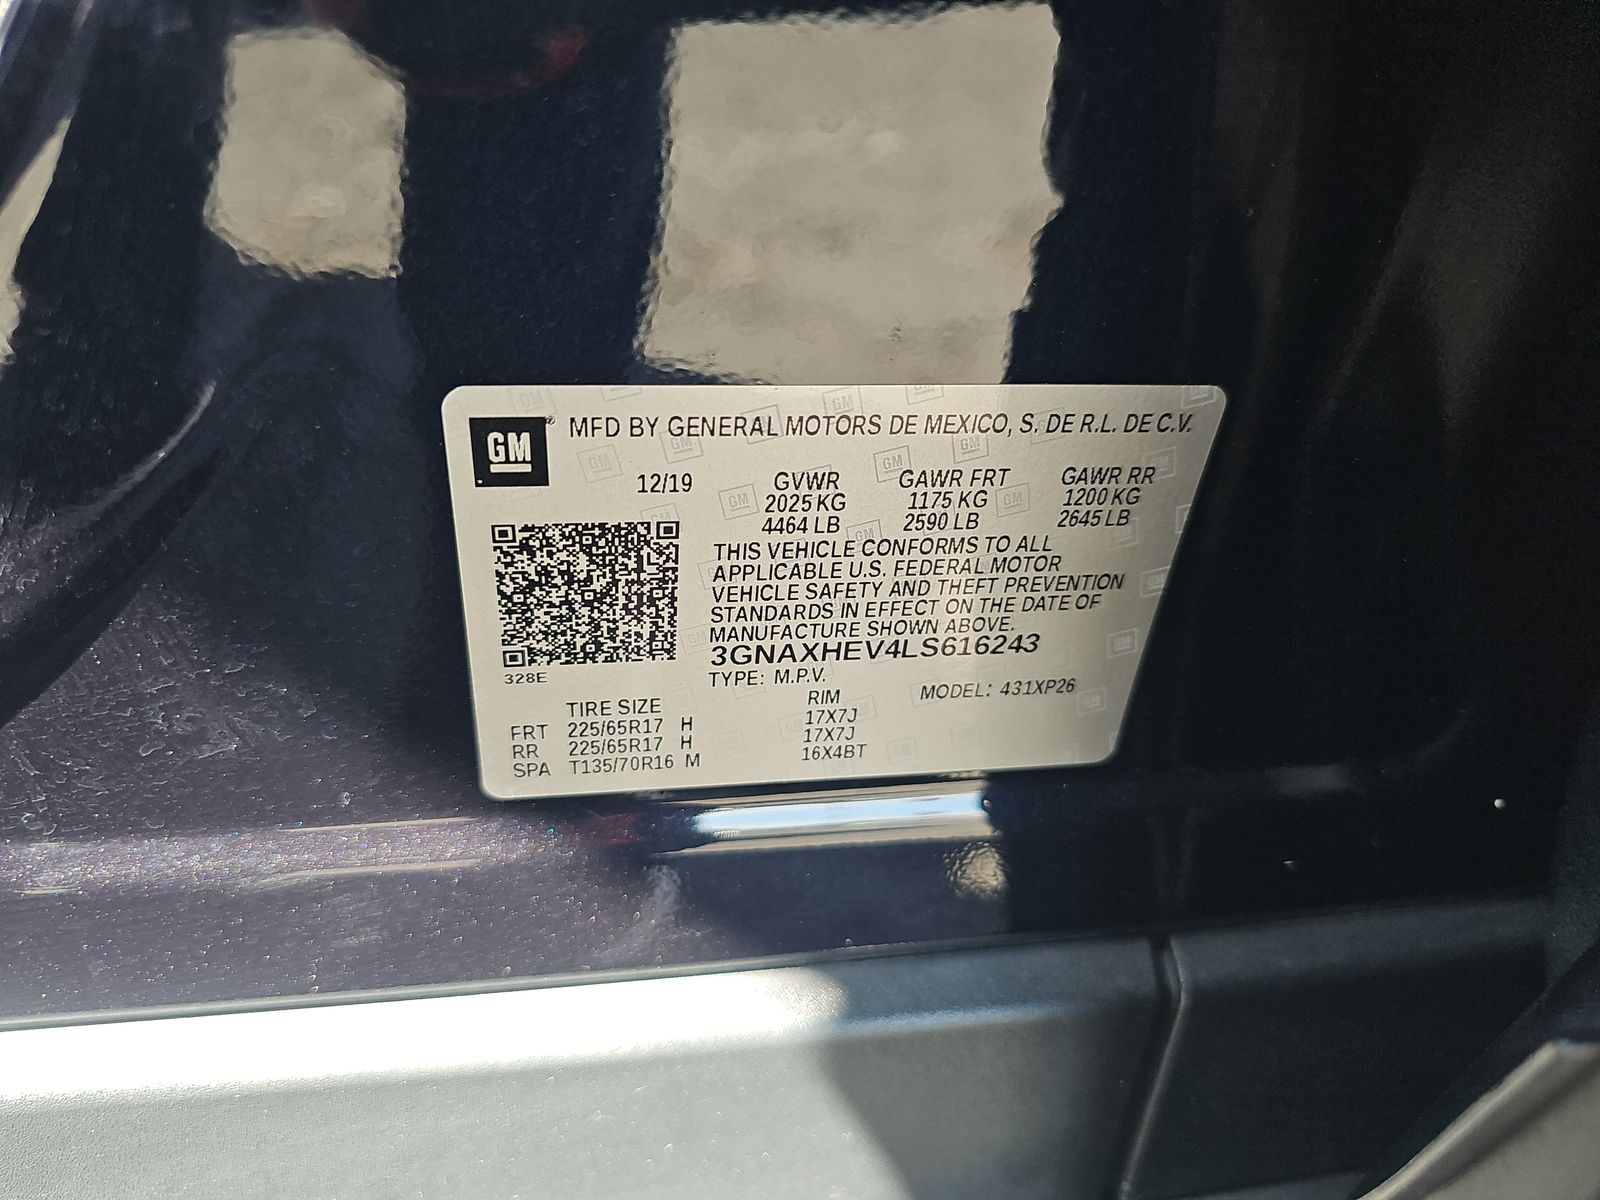 GM® MFD BY GENERAL MOTORS DE MEXICO, S. DE R.L. DE C.V.
12/19 GVWR GAWR FRT GAWR RR
2025 KG 1175 KG 1200 KG
4464 LB 2590 LB 2645 LB
THIS VEHICLE CONFORMS TO ALL
APPLICABLE U.S. FEDERAL MOTOR
VEHICLE SAFETY AND THEFT PREVENTION
STANDARDS IN EFFECT ON THE DATE OF
MANUFACTURE SHOWN ABOVE.
3GNAXHEV4LS616243
328E
TYPE: M.P.V. MODEL: 431XP26
TIRE SIZE RIM
FRT 225/65R17 H 17X7J
RR 225/65R17 H 17X7J
SPA T135/70R16 M 16X4BT